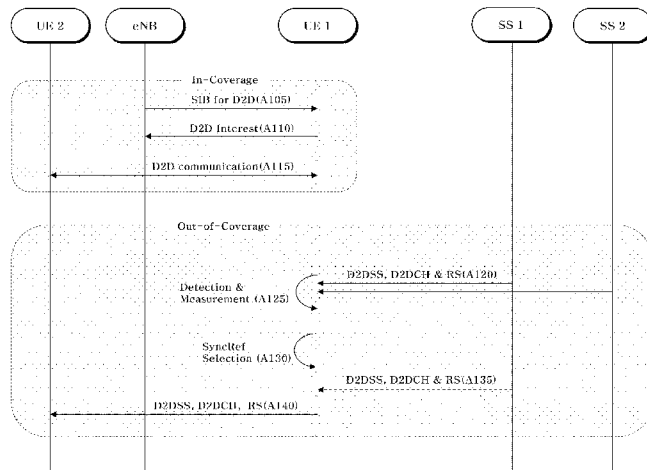 UE 2
eNB
UE 1
SS 1
SS 2
In-Coverage
SIB for D2D(A105)
D2D Interest(A110)
D2D communication(A115)
Out-of-Coverage
D2DSS, D2DCH & RS(A120)
Detection &
Measurement (A125)
SyncRef
Selection (A130)
D2DSS, D2DCH & RS(A135)
D2DSS, D2DCH, RS(A140)